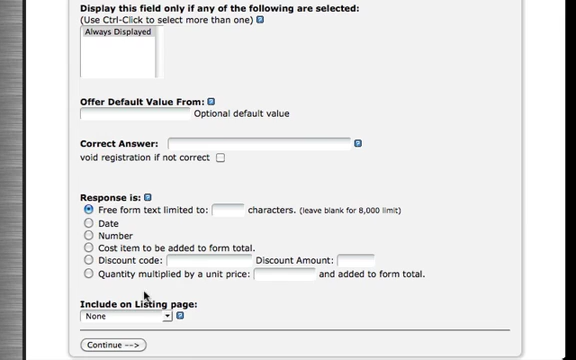 Display this field only if any of the following are selected:
(Use Ctrl-Click to select more than one) ?
Always Displayed
Offer Default Value From: ?
Optional default value
Correct Answer: ?
void registration if not correct
Response is: ?
Free form text limited to: characters. (leave blank for 8,000 limit)
Date
Number
Cost item to be added to form total.
Discount code: Discount Amount:
Quantity multiplied by a unit price: and added to form total.
Include on Listing page:
None ?
Continue -->